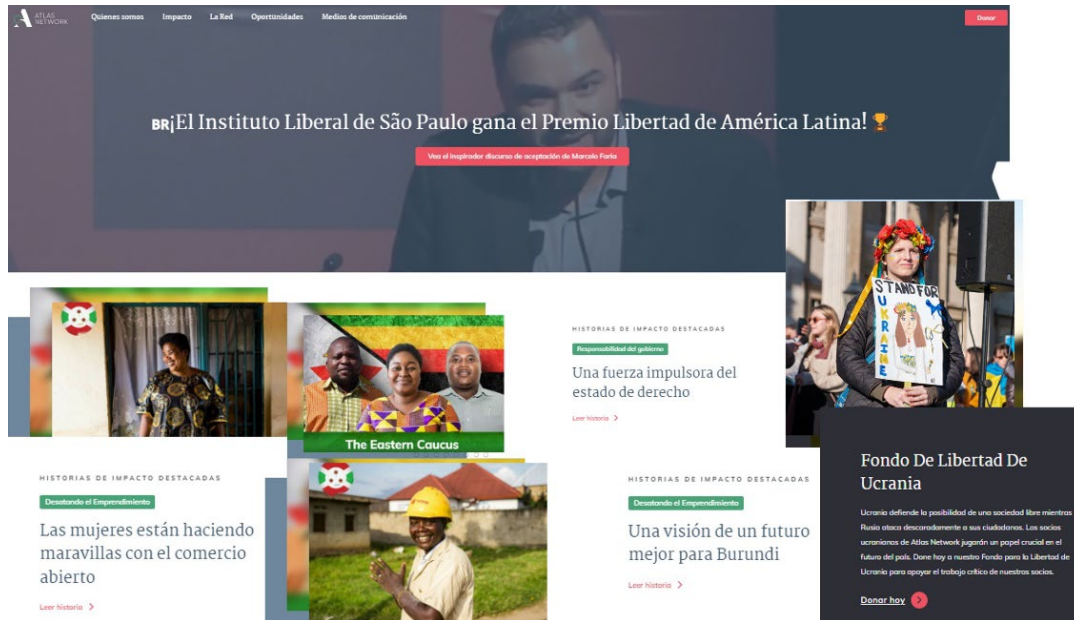 ATLAS
NETWORK
Quienes somos Impacto La Red Oportunidades Medios de comunicación
Donar
BR¡El Instituto Liberal de São Paulo gana el Premio Libertad de América Latina! 🏆
Vea el inspirador discurso de aceptación de Marcelo Faria
The Eastern Caucus
HISTORIAS DE IMPACTO DESTACADAS
Responsabilidad del gobierno
Una fuerza impulsora del
estado de derecho
Leer historia >
STAND FOR
UKRAINE
HISTORIAS DE IMPACTO DESTACADAS
Desatando el Emprendimiento
Las mujeres están haciendo
maravillas con el comercio
abierto
Leer historia >
HISTORIAS DE IMPACTO DESTACADAS
Desatando el Emprendimiento
Una visión de un futuro
mejor para Burundi
Leer historia >
Fondo De Libertad De
Ucrania
Ucrania defiende la posibilidad de una sociedad libre mientras
Rusia ataca descaradamente a sus ciudadanos. Los socios
ucranianos de Atlas Network jugarán un papel crucial en el
futuro del país. Done hoy a nuestro Fondo para la Libertad de
Ucrania para apoyar el trabajo crítico de nuestros socios.
Donar hoy >